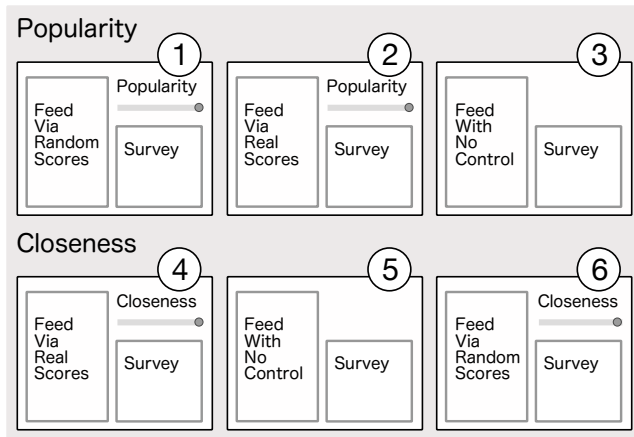 Popularity
1
Popularity
Feed
Via
Random
Scores
Survey
2
Popularity
Feed
Via
Real
Scores
Survey
3
Feed
With
No
Control
Survey
Closeness
4
Closeness
Feed
Via
Real
Scores
Survey
5
Feed
With
No
Control
Survey
6
Closeness
Feed
Via
Random
Scores
Survey